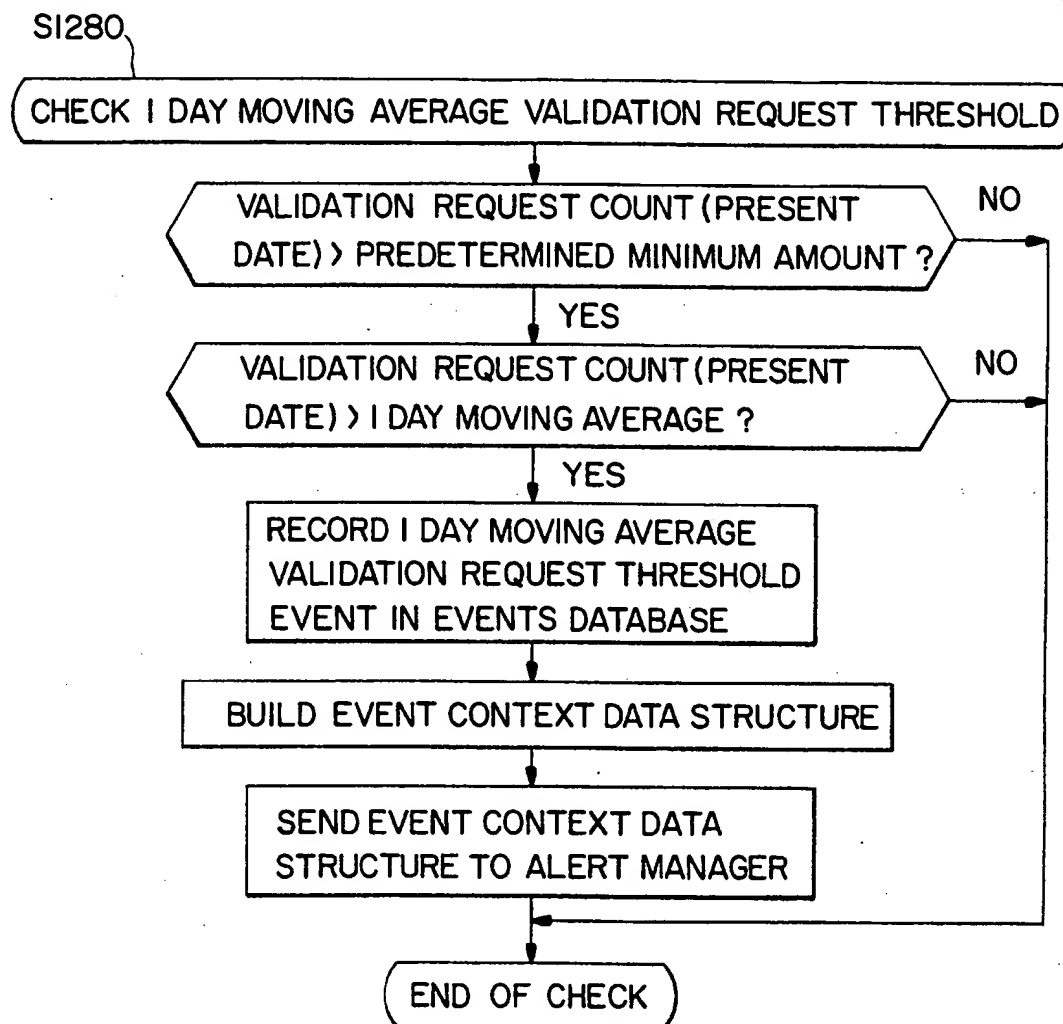 S1280
CHECK 1 DAY MOVING AVERAGE VALIDATION REQUEST THRESHOLD
VALIDATION REQUEST COUNT (PRESENT
DATE) > PREDETERMINED MINIMUM AMOUNT ?
NO
YES
VALIDATION REQUEST COUNT (PRESENT
DATE) > 1 DAY MOVING AVERAGE ?
NO
YES
RECORD 1 DAY MOVING AVERAGE
VALIDATION REQUEST THRESHOLD
EVENT IN EVENTS DATABASE
BUILD EVENT CONTEXT DATA STRUCTURE
SEND EVENT CONTEXT DATA
STRUCTURE TO ALERT MANAGER
END OF CHECK